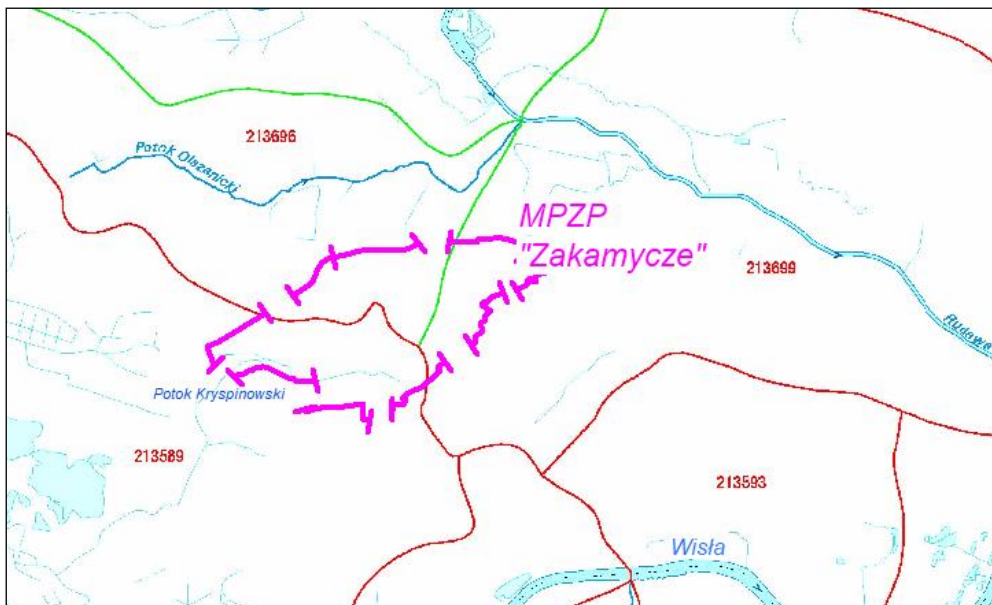 213696
Potok Olszanicki
MPZP
"Zakamycze"
213699
Rudawa
Potok Kryspinowski
213589
213593
Wisła